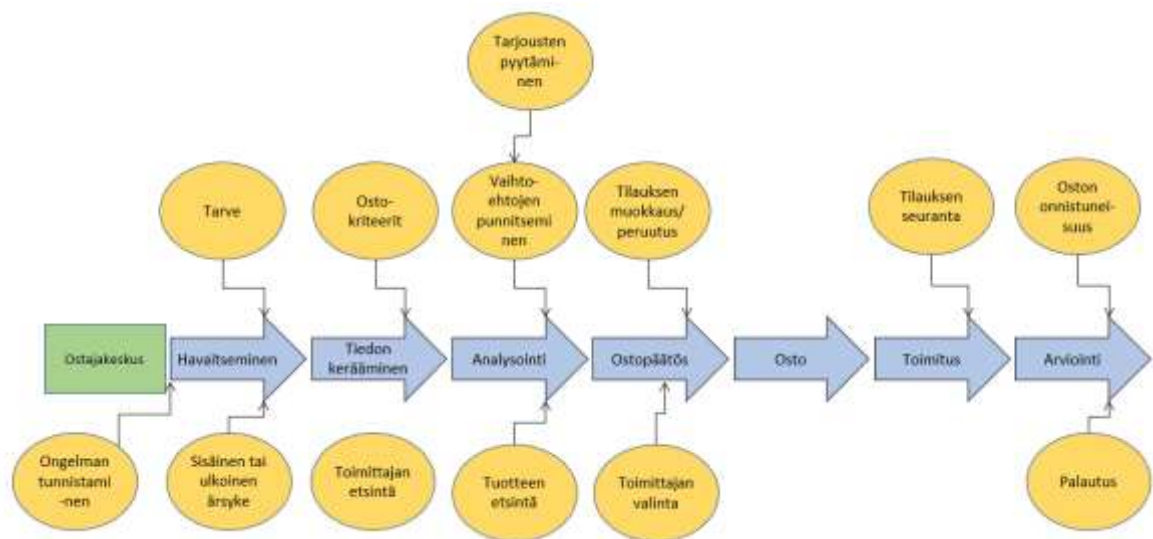 Tarjousten
pyytämi-
nen
Tarve
Osto-
kriteerit
Vaihto-
ehtojen
punnitsemi
nen
Tilauksen
muokkaus/
peruutus
Tilauksen
seuranta
Oston
onnistunei-
suus
Ostajakeskus
Havaitseminen
Tiedon
kerääminen
Analysointi
Ostopäätös
Osto
Toimitus
Arviointi
Ongelman
tunnistami
-nen
Sisäinen tai
ulkoinen
ärsyke
Toimittajan
etsintä
Tuotteen
etsintä
Toimittajan
valinta
Palautus